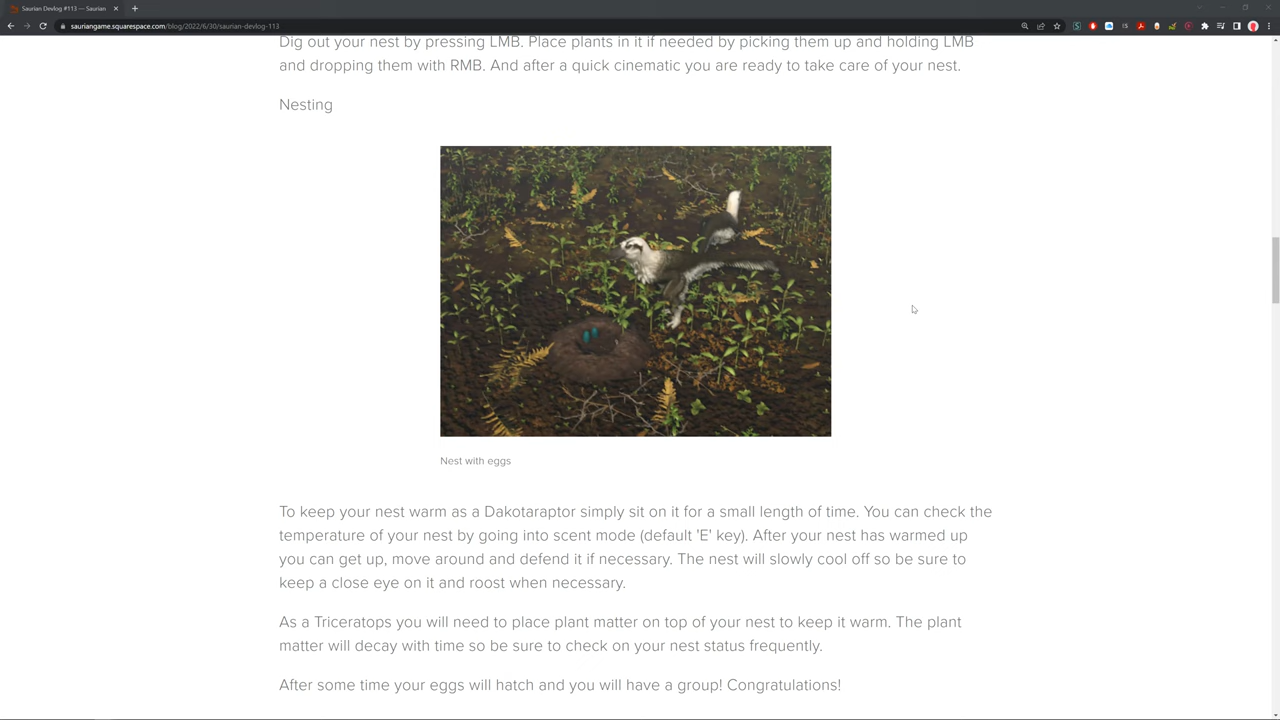 Saurian Devlog #113 — Saurian
sauriangame.squarespace.com/blog/2022/6/30/saurian-devlog-113
Dig out your nest by pressing LMB. Place plants in it if needed by picking them up and holding LMB
and dropping them with RMB. And after a quick cinematic you are ready to take care of your nest.
Nesting
Nest with eggs
To keep your nest warm as a Dakotaraptor simply sit on it for a small length of time. You can check the
temperature of your nest by going into scent mode (default 'E' key). After your nest has warmed up
you can get up, move around and defend it if necessary. The nest will slowly cool off so be sure to
keep a close eye on it and roost when necessary.
As a Triceratops you will need to place plant matter on top of your nest to keep it warm. The plant
matter will decay with time so be sure to check on your nest status frequently.
After some time your eggs will hatch and you will have a group! Congratulations!